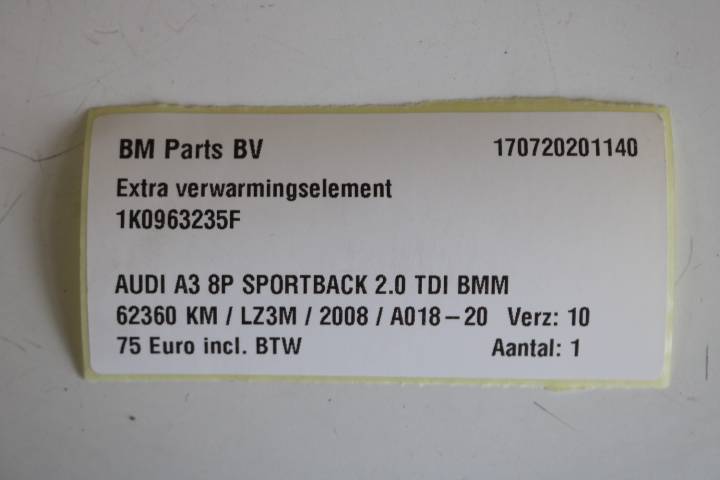 BM Parts BV 170720201140
Extra verwarmingselement
1K0963235F
AUDI A3 8P SPORTBACK 2.0 TDI BMM
62360 KM / LZ3M / 2008 / A018-20 Verz: 10
75 Euro incl. BTW Aantal: 1